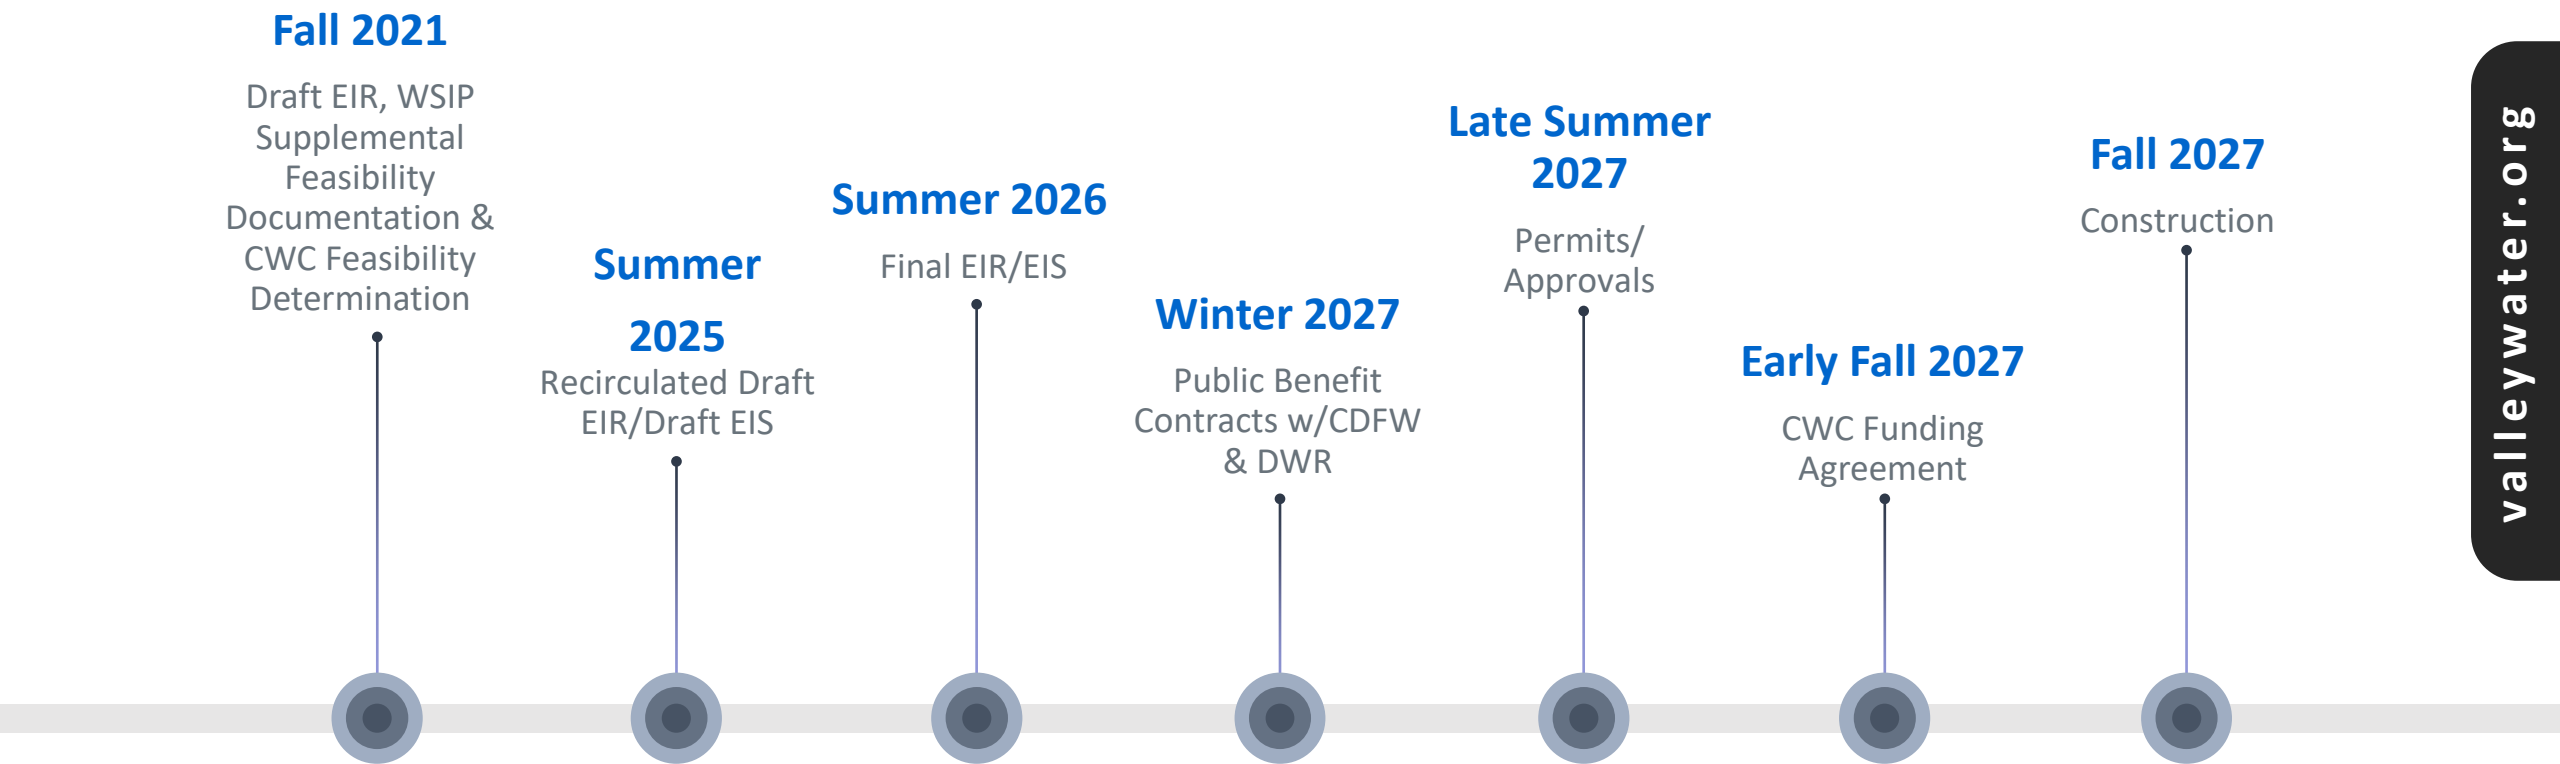 Fall 2021
Draft EIR, WSIP
Supplemental
Feasibility
Documentation &
CWC Feasibility
Determination
Summer
2025
Recirculated Draft
EIR/Draft EIS
Summer 2026
Final EIR/EIS
Winter 2027
Public Benefit
Contracts w/CDFW
& DWR
Late Summer
2027
Permits/
Approvals
Early Fall 2027
CWC Funding
Agreement
Fall 2027
Construction
valleywater.org